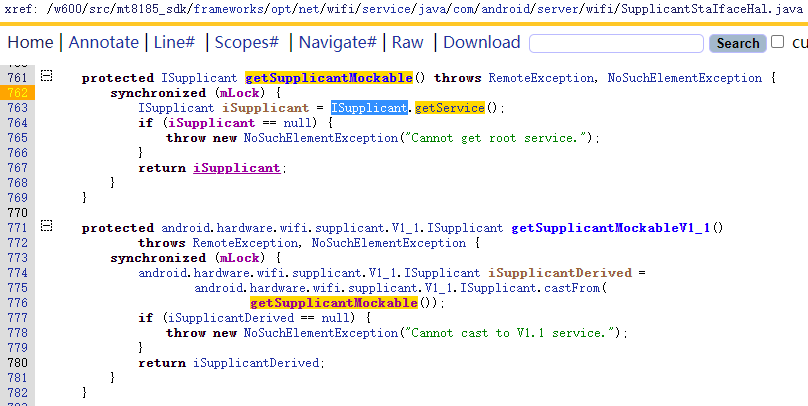 xref: /w600/src/mt8185_sdk/frameworks/opt/net/wifi/service/java/com/android/server/wifi/SupplicantStaIfaceHal.java
Home | Annotate | Line# | Scopes# | Navigate# | Raw | Download Search cu
761 protected ISupplicant getSupplicantMockable() throws RemoteException, NoSuchElementException {
762 synchronized (mLock) {
763 ISupplicant iSupplicant = ISupplicant.getService();
764 if (iSupplicant == null) {
765 throw new NoSuchElementException("Cannot get root service.");
766 }
767 return iSupplicant;
768 }
769 }
770
771 protected android.hardware.wifi.supplicant.V1_1.ISupplicant getSupplicantMockableV1_1()
772 throws RemoteException, NoSuchElementException {
773 synchronized (mLock) {
774 android.hardware.wifi.supplicant.V1_1.ISupplicant iSupplicantDerived =
775 android.hardware.wifi.supplicant.V1_1.ISupplicant.castFrom(
776 getSupplicantMockable());
777 if (iSupplicantDerived == null) {
778 throw new NoSuchElementException("Cannot cast to V1.1 service.");
779 }
780 return iSupplicantDerived;
781 }
782 }